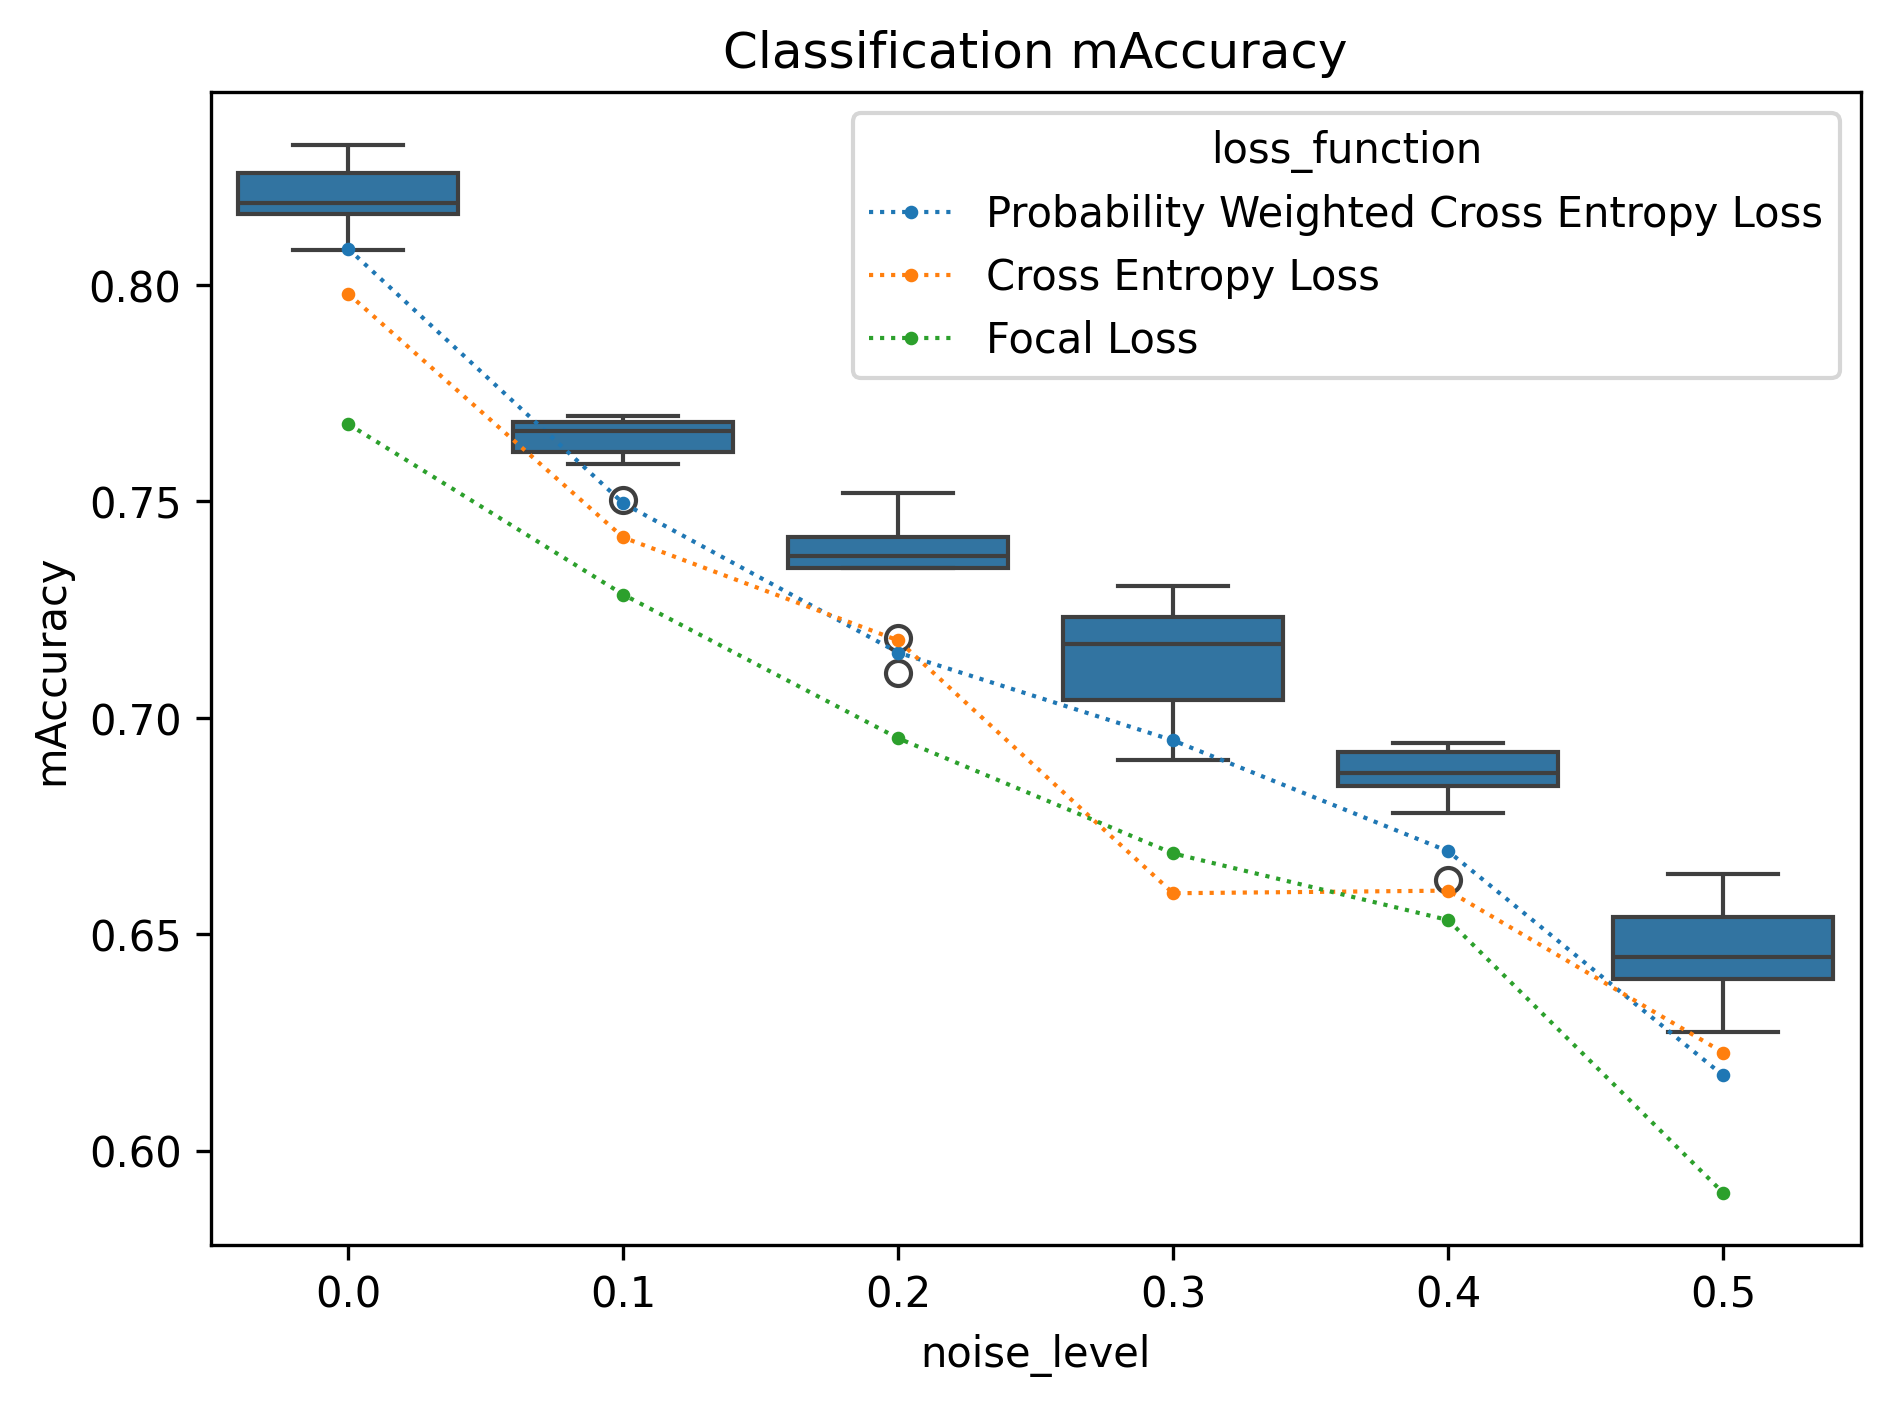 Classification mAccuracy
loss_function
Probability Weighted Cross Entropy Loss
Cross Entropy Loss
Focal Loss
mAccuracy
0.80
0.75
0.70
0.65
0.60
0.0 0.1 0.2 0.3 0.4 0.5
noise_level